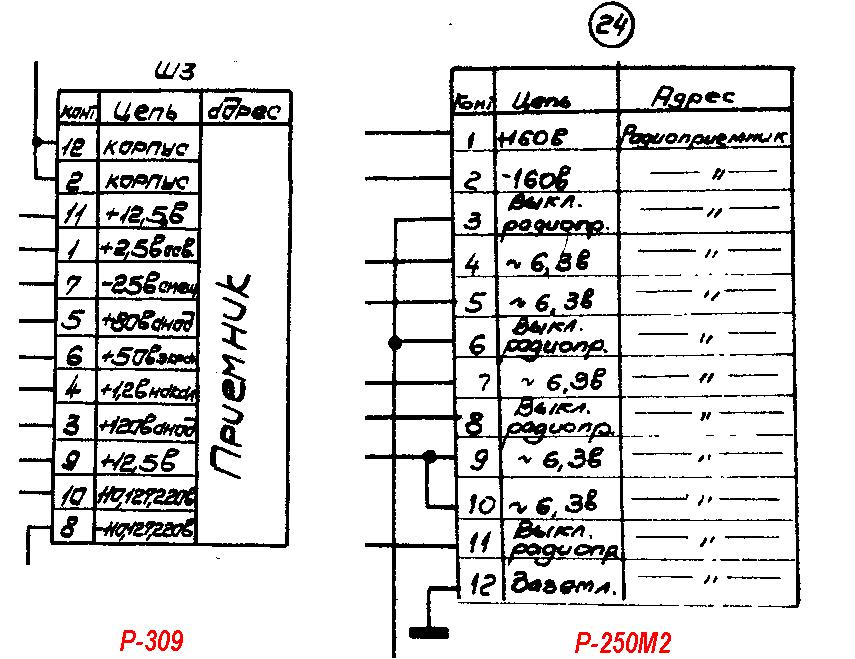 Ш3
конт Цепь адрес
12 корпус
2 корпус
11 +12,5в
1 +2,5в осв.
7 -25в смещ
5 +80в анод
6 +50в экран
4 +1,2в накал
3 +120в анод
9 +12,5в
10 ~110,127,220в
8 ~110,127,220в
Приемник
Р-309
24
Конт Цепь Адрес
1 +160в Радиоприемник
2 -160в — " —
3 Выкл. радиопр. — " —
4 ~ 6,3в — " —
5 ~ 6,3в — " —
6 Выкл. радиопр. — " —
7 ~ 6,3в — " —
8 Выкл. радиопр. — " —
9 ~ 6,3в — " —
10 ~ 6,3в — " —
11 Выкл. радиопр — " —
12 Заземл. — " —
Р-250М2